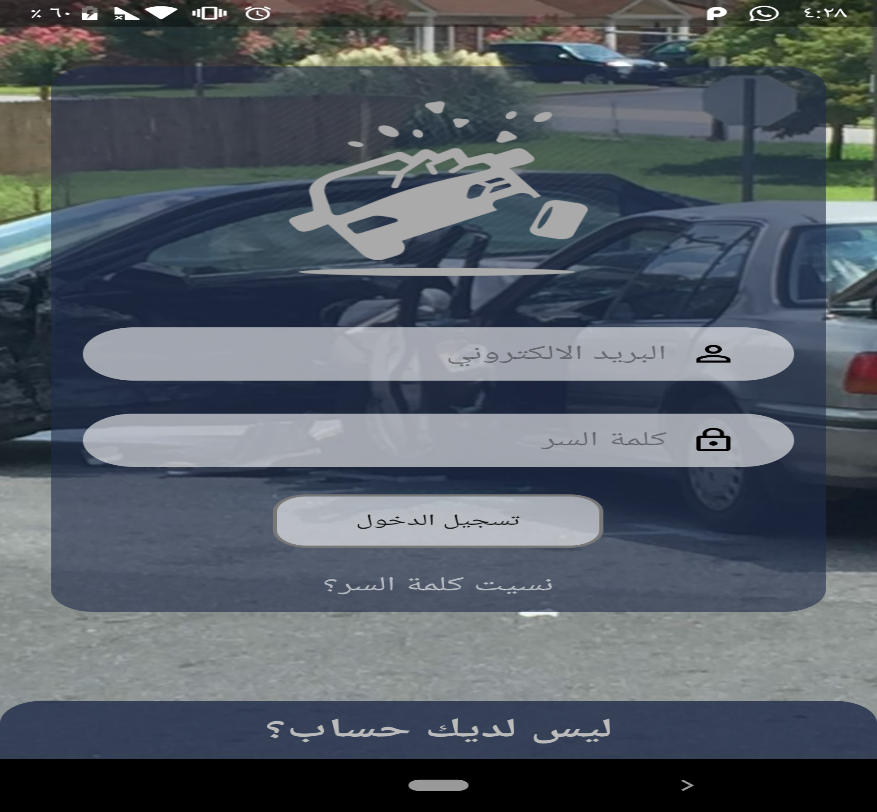 ٤:٢٨ ٪ ٦٠
البريد الالكتروني
كلمة السر
تسجيل الدخول
نسيت كلمة السر؟
ليس لديك حساب؟